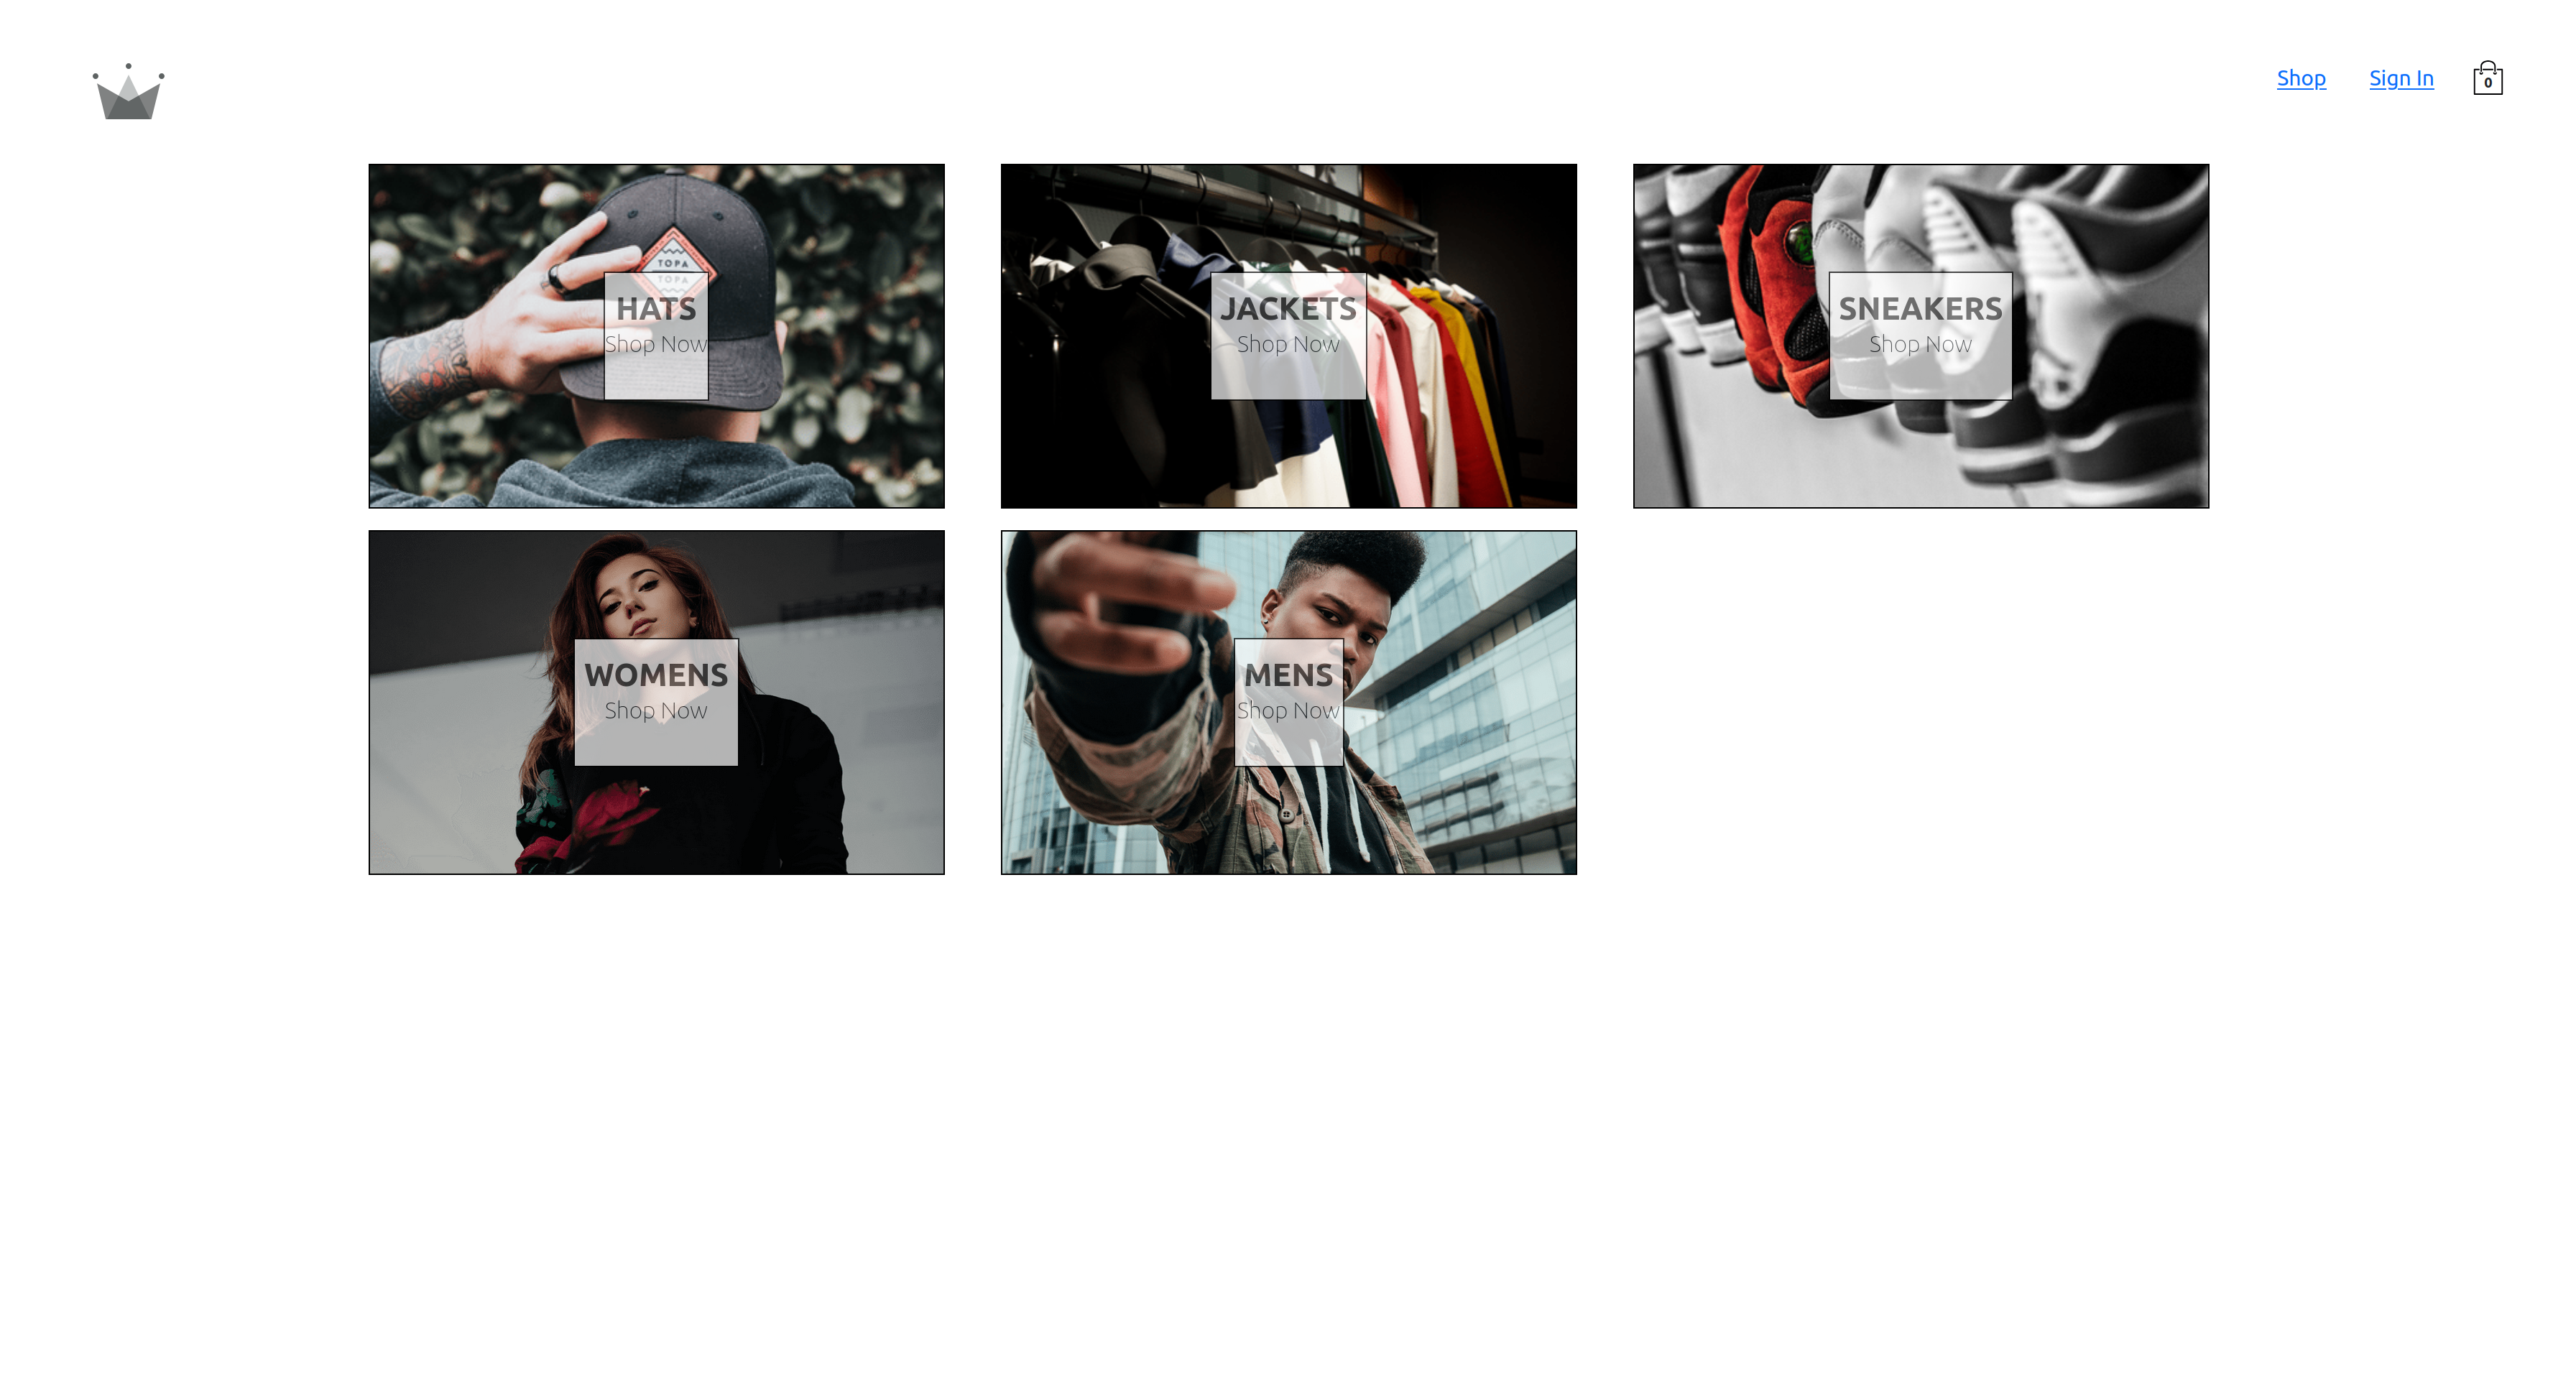 Shop
Sign In
0
TOPA
TOPA
HATS
Shop Now
JACKETS
Shop Now
SNEAKERS
Shop Now
WOMENS
Shop Now
MENS
Shop Now